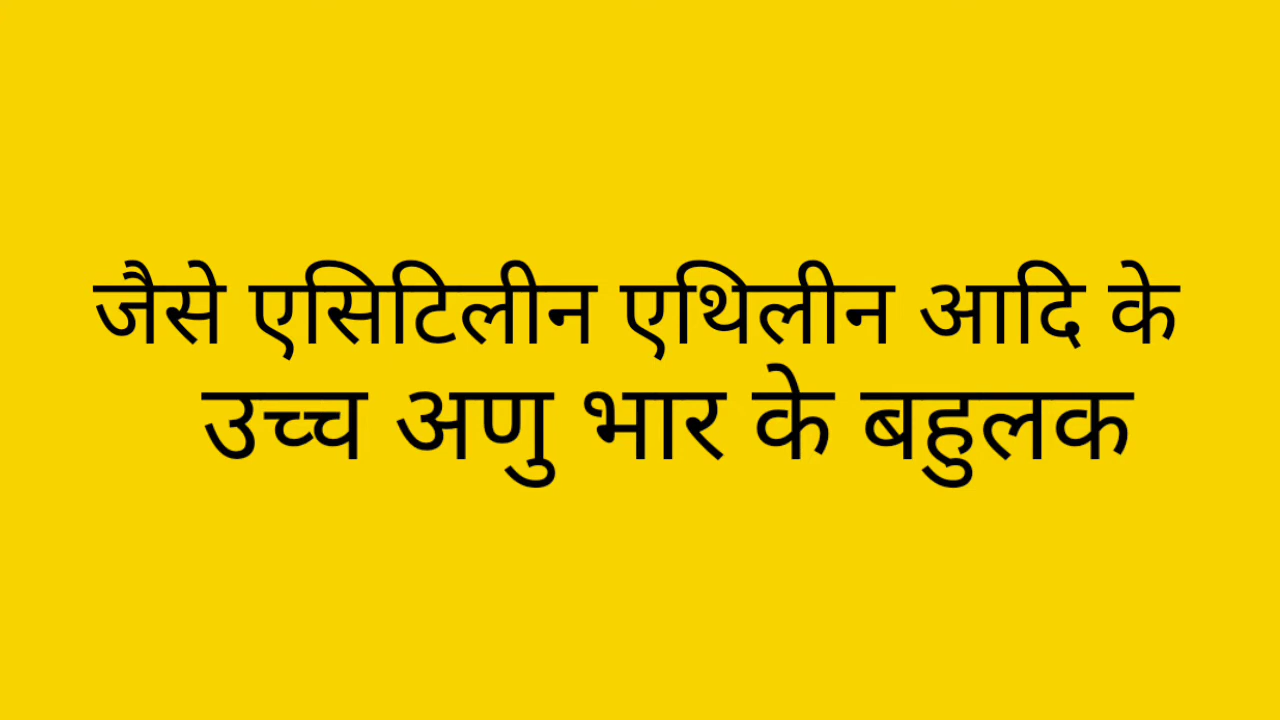 जैसे एसिटिलीन एथिलीन आदि के
उच्च अणु भार के बहुलक